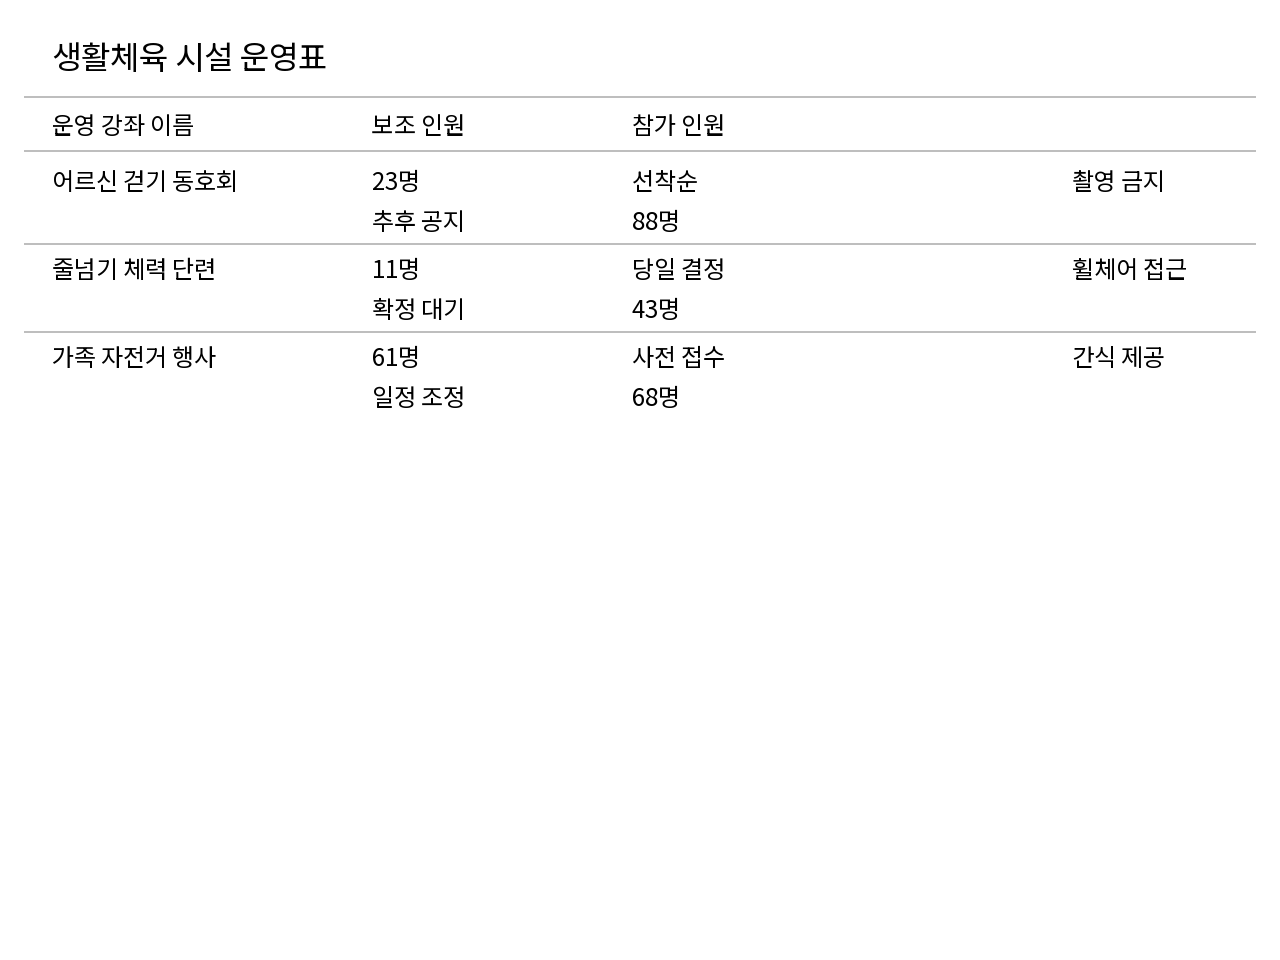 생활체육 시설 운영표
운영 강좌 이름 보조 인원 참가 인원
어르신 걷기 동호회 23명 선착순 촬영 금지
추후 공지 88명
줄넘기 체력 단련 11명 당일 결정 휠체어 접근
확정 대기 43명
가족 자전거 행사 61명 사전 접수 간식 제공
일정 조정 68명